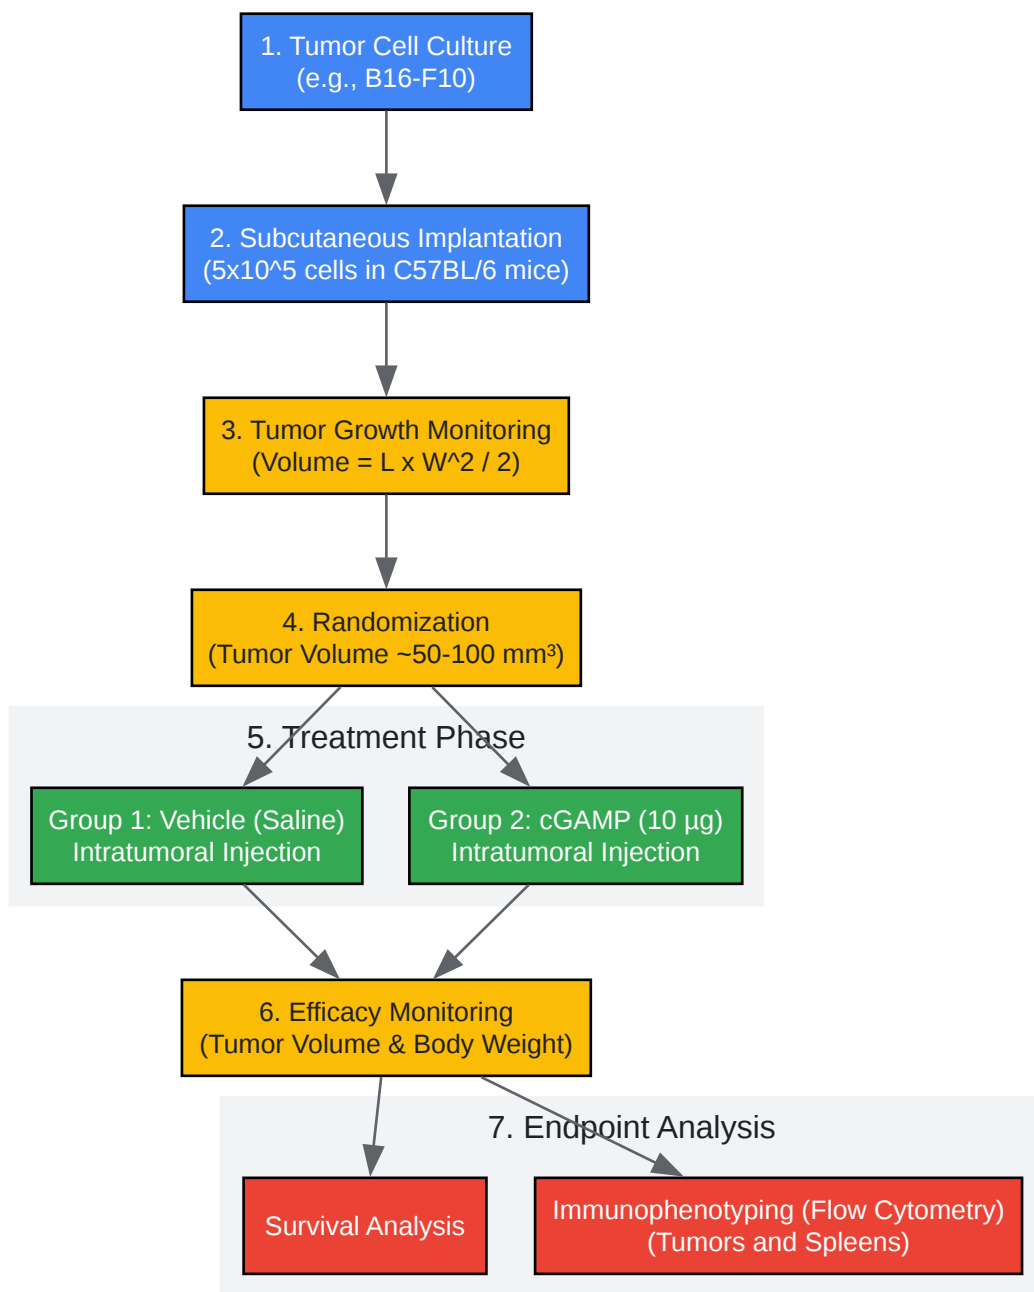 1. Tumor Cell Culture
(e.g., B16-F10)
2. Subcutaneous Implantation
(5x10^5 cells in C57BL/6 mice)
3. Tumor Growth Monitoring
(Volume = L x W^2 / 2)
4. Randomization
(Tumor Volume ~50-100 mm³)
5. Treatment Phase
Group 1: Vehicle (Saline)
Intratumoral Injection
Group 2: cGAMP (10 µg)
Intratumoral Injection
6. Efficacy Monitoring
(Tumor Volume & Body Weight)
7. Endpoint Analysis
Survival Analysis
Immunophenotyping (Flow Cytometry)
(Tumors and Spleens)